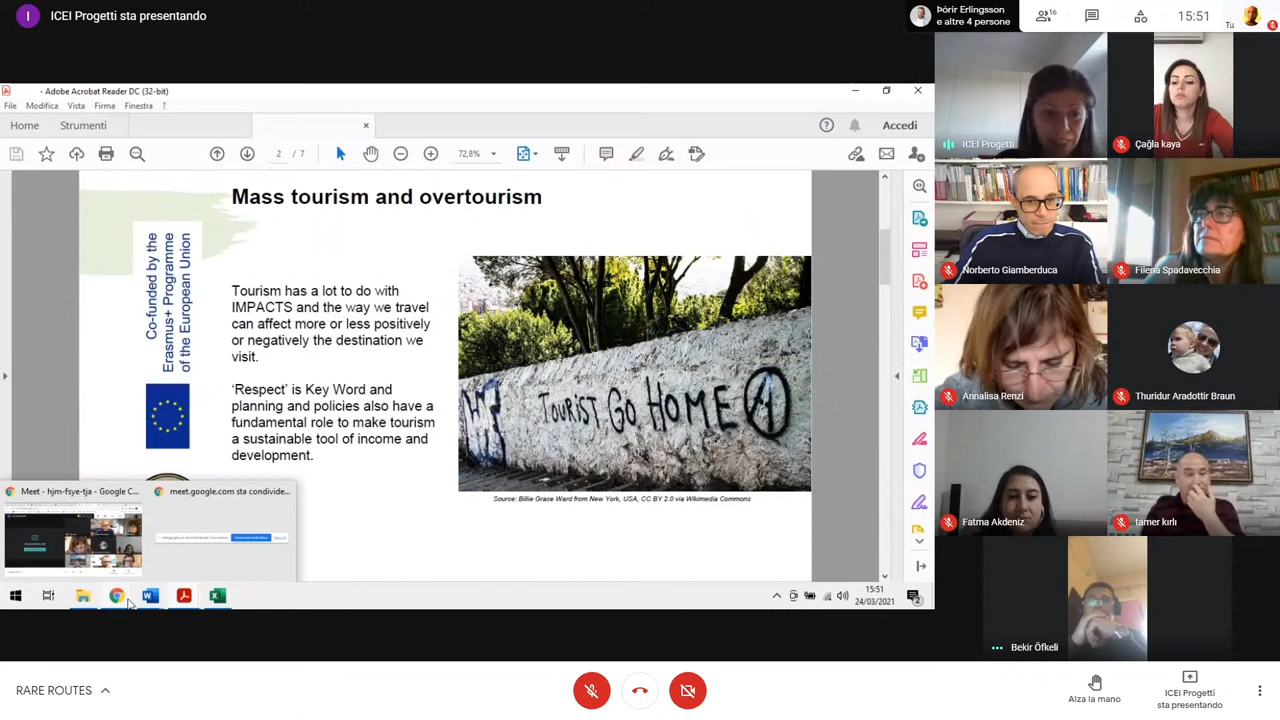 I ICEI Progetti sta presentando
Þórir Erlingsson
e altre 4 persone
16
15:51
Tu
- Adobe Acrobat Reader DC (32-bit)
File Modifica Vista Firma Finestra ?
Home Strumenti
Accedi
2 / 7
72,8%
Mass tourism and overtourism
Co-funded by the
Erasmus+ Programme
of the European Union
Tourism has a lot to do with
IMPACTS and the way we travel
can affect more or less positively
or negatively the destination we
visit.
‘Respect’ is Key Word and
planning and policies also have a
fundamental role to make tourism
a sustainable tool of income and
development.
TOURIST GO HOME
Source: Billie Grace Ward from New York, USA, CC BY 2.0 via Wikimedia Commons
Meet - hjm-fsye-tja - Google C...
meet.google.com sta condivide...
15:51
24/03/2021
2
ICEI Progetti
Çağla kaya
Norberto Giamberduca
Filena Spadavecchia
Annalisa Renzi
Thuridur Aradottir Braun
Fatma Akdeniz
tamer kırlı
Bekir Öfkeli
RARE ROUTES
Alza la mano
ICEI Progetti
sta presentando